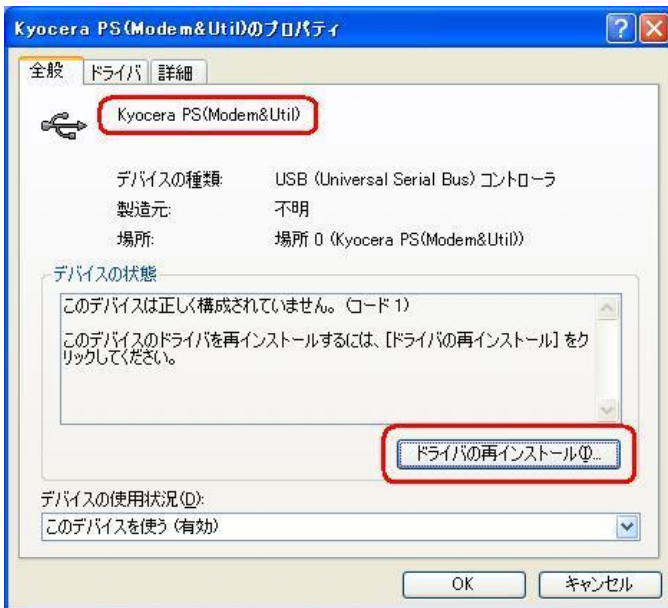 Kyocera PS(Modem&Util)のプロパティ
全般 ドライバ 詳細
Kyocera PS(Modem&Util)
デバイスの種類: USB (Universal Serial Bus) コントローラ
製造元: 不明
場所: 場所 0 (Kyocera PS(Modem&Util))
デバイスの状態
このデバイスは正しく構成されていません。 (コード 1)
このデバイスのドライバを再インストールするには、[ドライバの再インストール] をク
リックしてください。
ドライバの再インストール(I)...
デバイスの使用状況(D):
このデバイスを使う (有効)
OK キャンセル